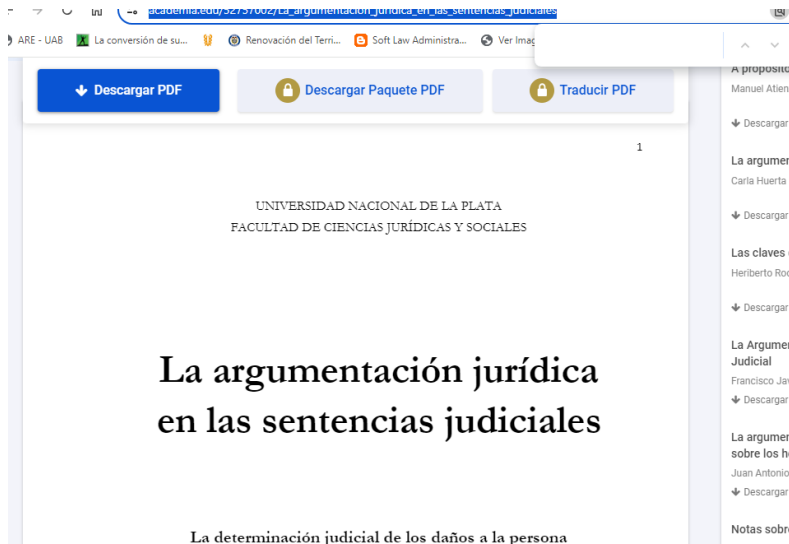 academia.edu/52757002/La_argumentación_jurídica_en_las_sentencias_judiciales
ARE - UAB
La conversión de su...
Renovación del Terri...
Soft Law Administra...
Ver Imag
Descargar PDF
Descargar Paquete PDF
Traducir PDF
1
UNIVERSIDAD NACIONAL DE LA PLATA
FACULTAD DE CIENCIAS JURÍDICAS Y SOCIALES
La argumentación jurídica
en las sentencias judiciales
La determinación judicial de los daños a la persona
A propósito
Manuel Atien
Descargar
La argumen
Carla Huerta
Descargar
Las claves
Heriberto Ro
Descargar
La Argumen
Judicial
Francisco Jav
Descargar
La argumen
sobre los h
Juan Antonio
Descargar
Notas sobr